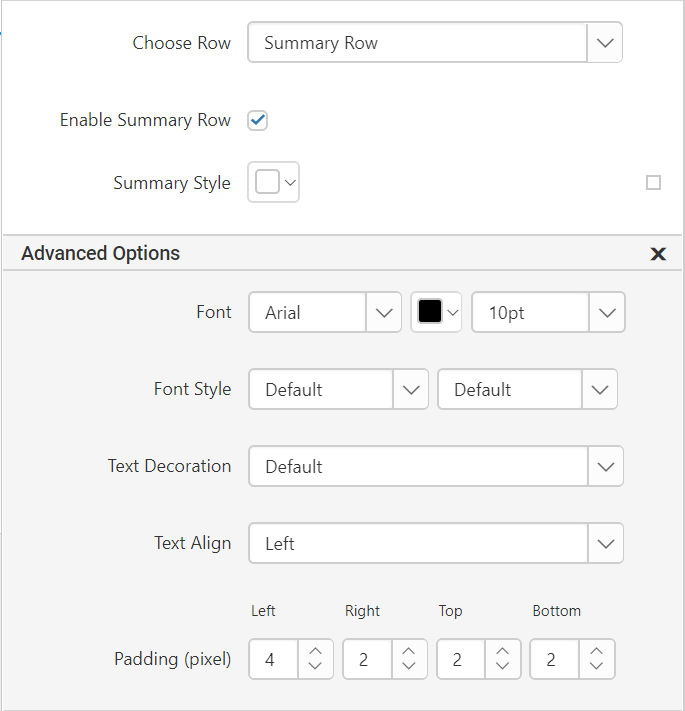 Choose Row Summary Row
Enable Summary Row
Summary Style
Advanced Options
Font Arial 10pt
Font Style Default Default
Text Decoration Default
Text Align Left
Left Right Top Bottom
Padding (pixel) 4 2 2 2